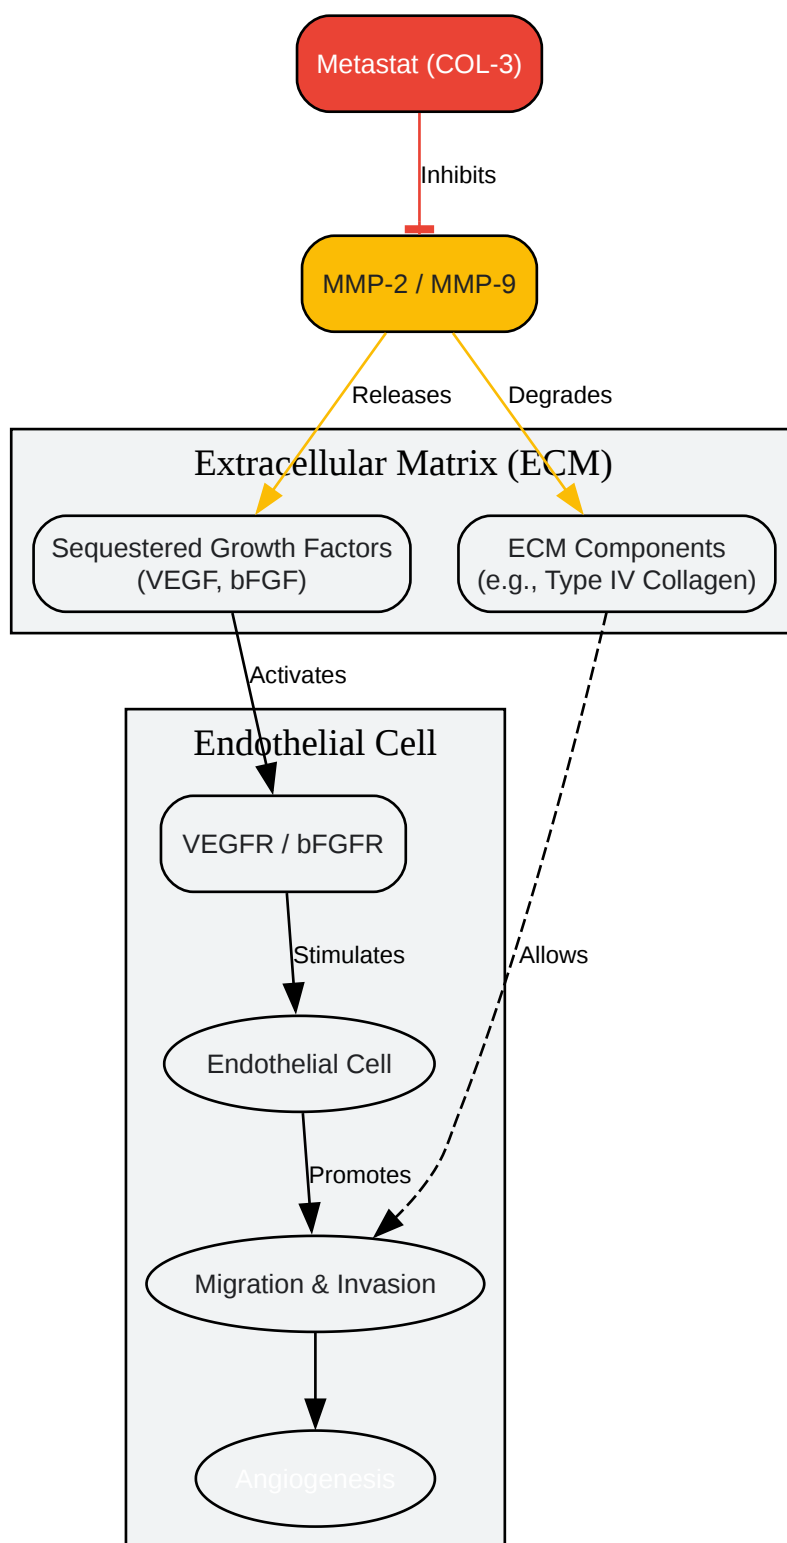 Metastat (COL-3)
Inhibits
MMP-2 / MMP-9
Releases
Degrades
Extracellular Matrix (ECM)
Sequestered Growth Factors
(VEGF, bFGF)
ECM Components
(e.g., Type IV Collagen)
Activates
Endothelial Cell
VEGFR / bFGFR
Stimulates
Allows
Endothelial Cell
Promotes
Migration & Invasion
Angiogenesis